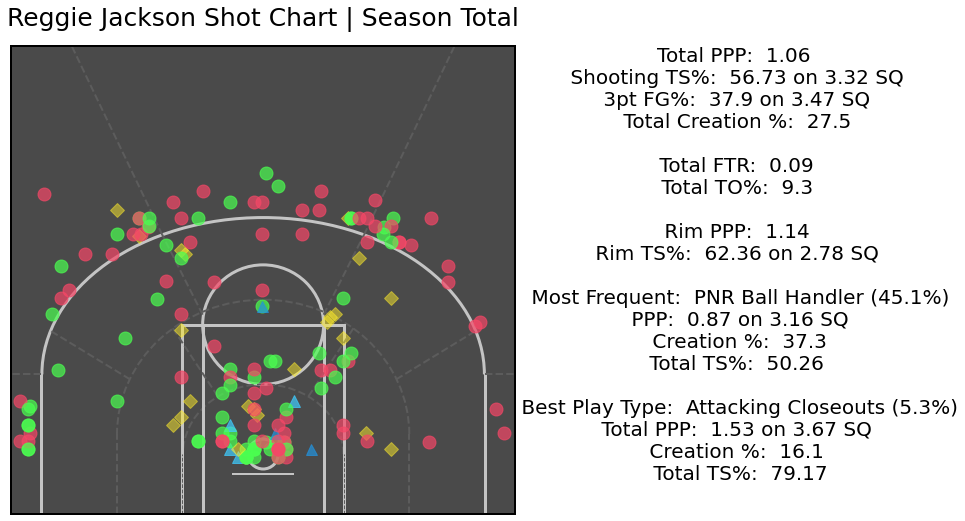 Reggie Jackson Shot Chart | Season Total
Total PPP: 1.06
Shooting TS%: 56.73 on 3.32 SQ
3pt FG%: 37.9 on 3.47 SQ
Total Creation %: 27.5
Total FTR: 0.09
Total TO%: 9.3
Rim PPP: 1.14
Rim TS%: 62.36 on 2.78 SQ
Most Frequent: PNR Ball Handler (45.1%)
PPP: 0.87 on 3.16 SQ
Creation %: 37.3
Total TS%: 50.26
Best Play Type: Attacking Closeouts (5.3%)
Total PPP: 1.53 on 3.67 SQ
Creation %: 16.1
Total TS%: 79.17